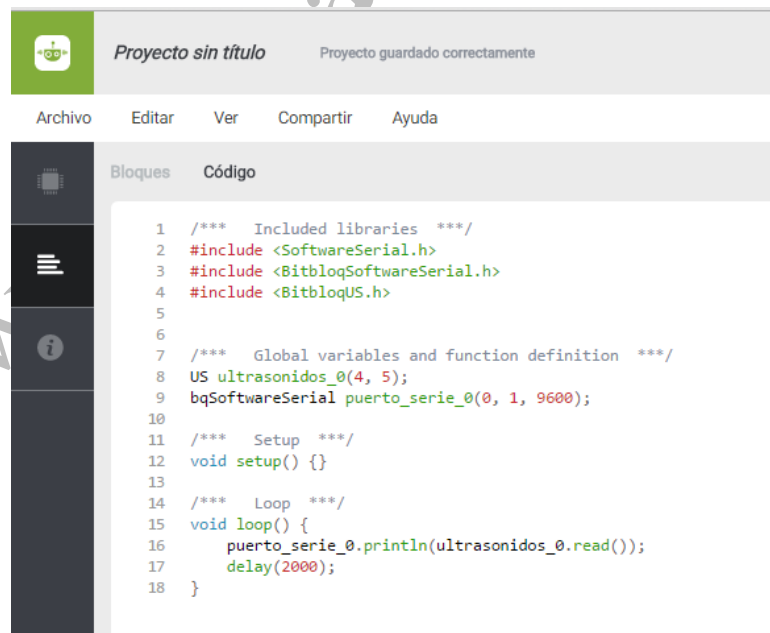 Proyecto sin título Proyecto guardado correctamente
Archivo Editar Ver Compartir Ayuda
Bloques Código
1 /*** Included libraries ***/
2 #include <SoftwareSerial.h>
3 #include <BitbloqSoftwareSerial.h>
4 #include <BitbloqUS.h>
5
6
7 /*** Global variables and function definition ***/
8 US ultrasonidos_0(4, 5);
9 bqSoftwareSerial puerto_serie_0(0, 1, 9600);
10
11 /*** Setup ***/
12 void setup() {}
13
14 /*** Loop ***/
15 void loop() {
16 puerto_serie_0.println(ultrasonidos_0.read());
17 delay(2000);
18 }